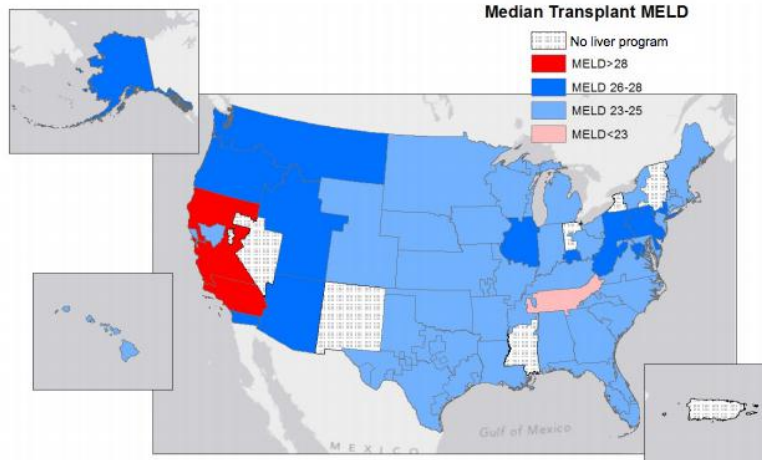 Median Transplant MELD
No liver program
MELD>28
MELD 26-28
MELD 23-25
MELD<23
MEXICO
Gulf of Mexico